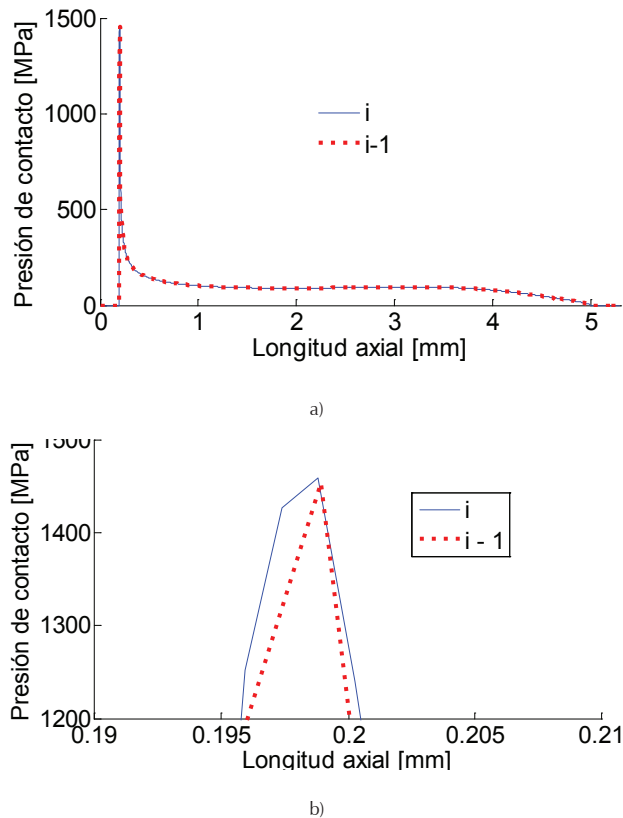 1500
1000
500
0
Presión de contacto [MPa]
i
i-1
0
1
2
3
4
5
Longitud axial [mm]
a)
1500
1400
1300
1200
Presión de contacto [MPa]
i
i - 1
0.19
0.195
0.2
0.205
0.21
Longitud axial [mm]
b)